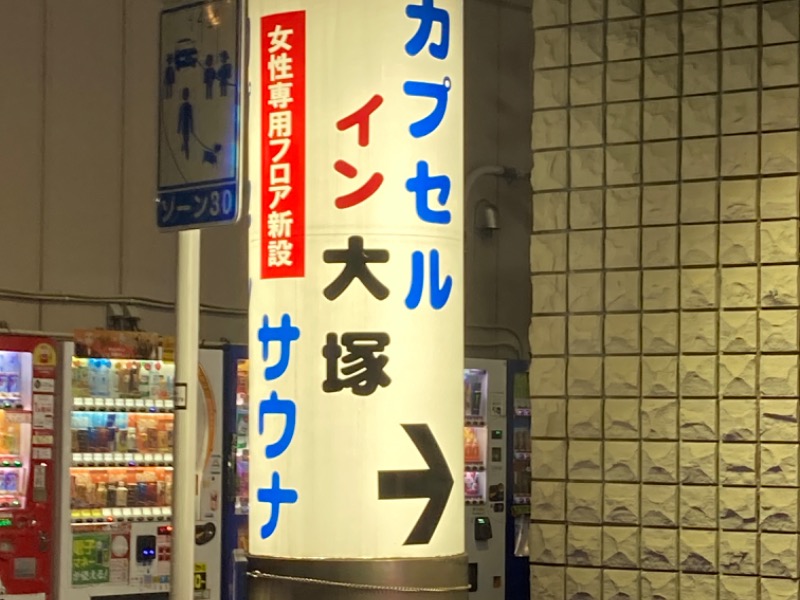 カプセル
イン大塚
サウナ
女性専用フロア新設
ゾーン30